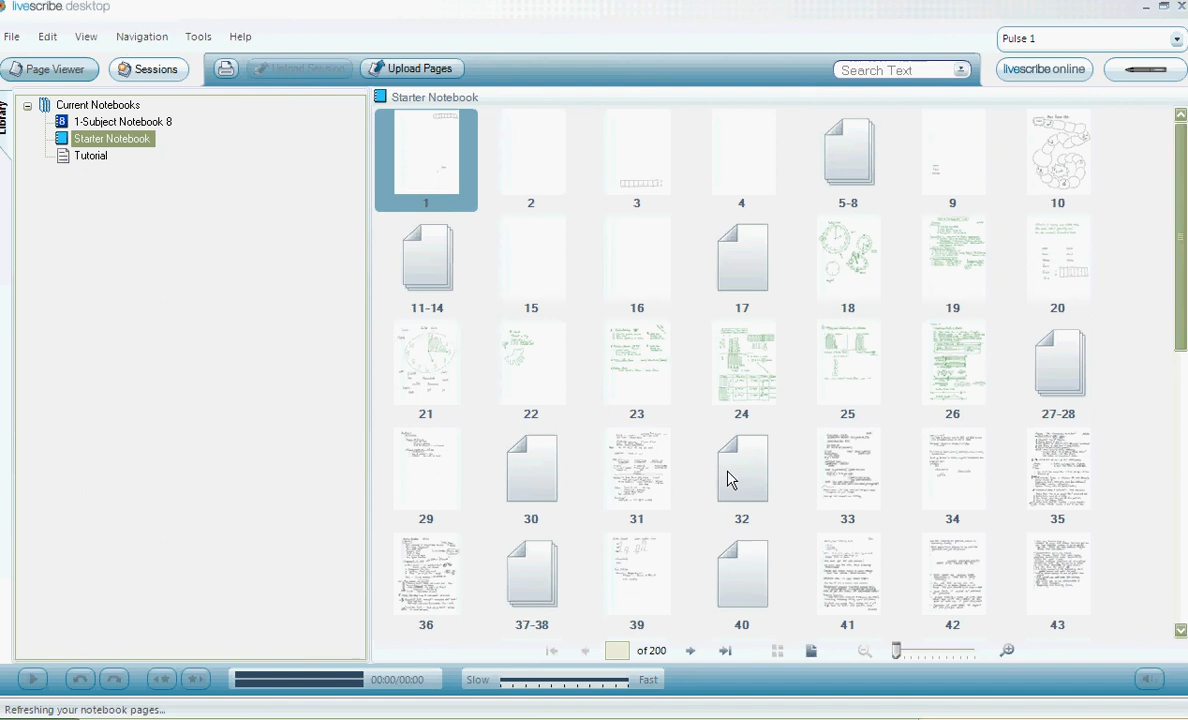 livescribe.desktop
File Edit View Navigation Tools Help
Pulse 1
Page Viewer Sessions Upload Session Upload Pages Search Text livescribe online
Library
Current Notebooks
1-Subject Notebook 8
Starter Notebook
Tutorial
Starter Notebook
1 2 3 4 5-8 9 10
11-14 15 16 17 18 19 20
21 22 23 24 25 26 27-28
29 30 31 32 33 34 35
36 37-38 39 40 41 42 43
of 200
00:00/00:00 Slow Fast
Refreshing your notebook pages...